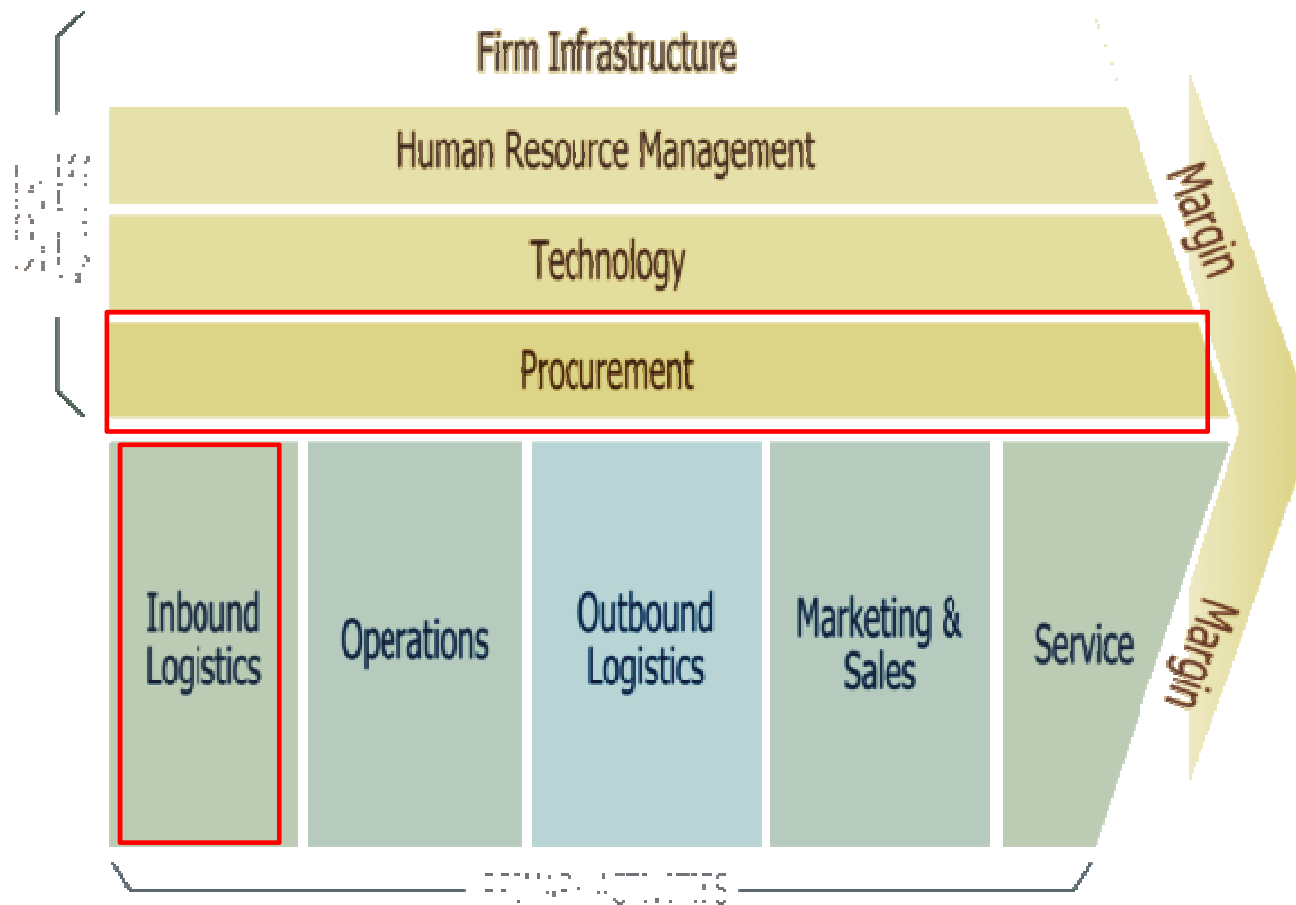 Firm Infrastructure
Human Resource Management
Technology
Procurement
Margin
Inbound
Logistics
Operations
Outbound
Logistics
Marketing &
Sales
Service
Margin